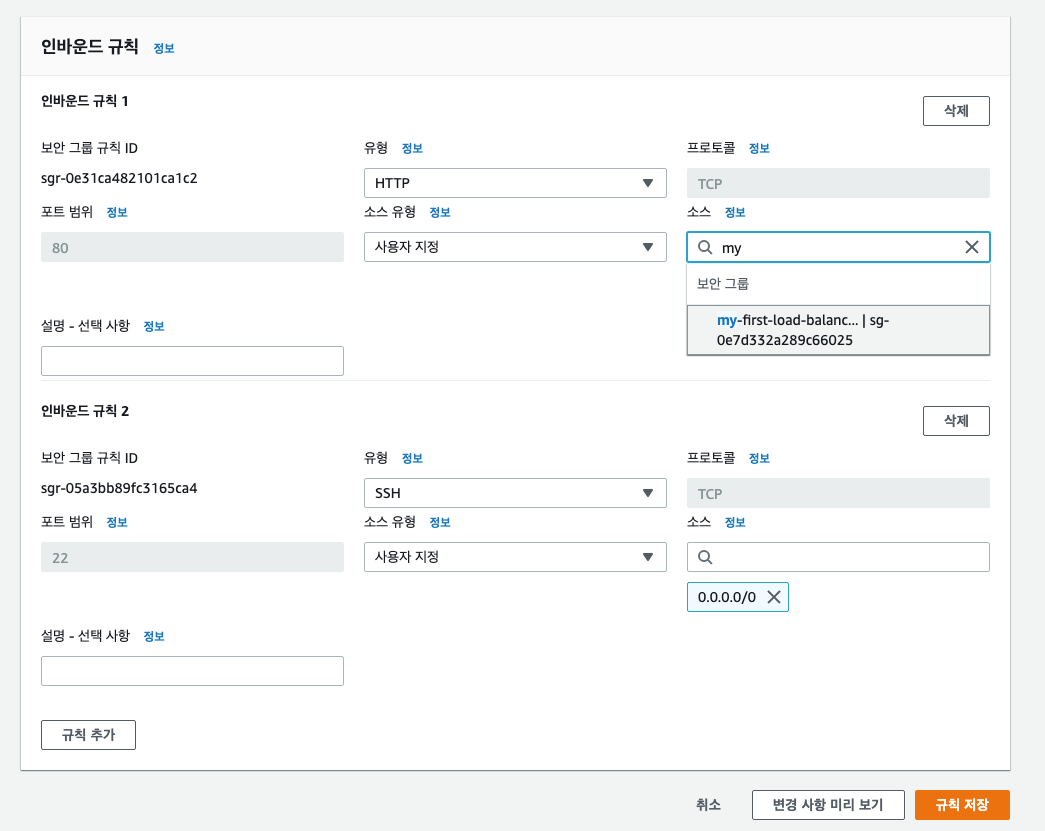 인바운드 규칙 정보
인바운드 규칙 1
삭제
보안 그룹 규칙 ID
sgr-0e31ca482101ca1c2
유형 정보
HTTP
프로토콜 정보
TCP
포트 범위 정보
80
소스 유형 정보
사용자 지정
소스 정보
my
보안 그룹
my-first-load-balanc... | sg-
0e7d332a289c66025
설명 - 선택 사항 정보
인바운드 규칙 2
삭제
보안 그룹 규칙 ID
sgr-05a3bb89fc3165ca4
유형 정보
SSH
프로토콜 정보
TCP
포트 범위 정보
22
소스 유형 정보
사용자 지정
소스 정보
0.0.0.0/0
설명 - 선택 사항 정보
규칙 추가
취소
변경 사항 미리 보기
규칙 저장